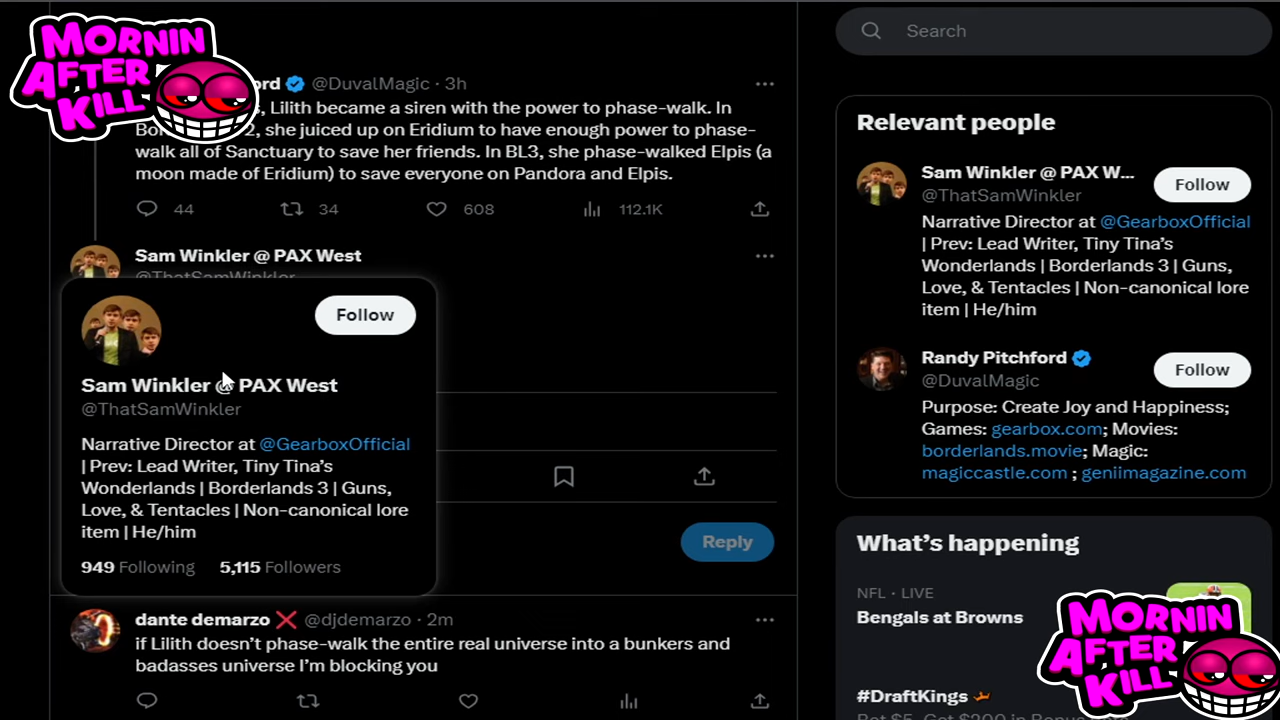 MORNIN
AFTER
KILL
ord @DuvalMagic · 3h
, Lilith became a siren with the power to phase-walk. In
2, she juiced up on Eridium to have enough power to phase-
walk all of Sanctuary to save her friends. In BL3, she phase-walked Elpis (a
moon made of Eridium) to save everyone on Pandora and Elpis.
44 34 608 112.1K
Sam Winkler @ PAX West
@ThatSamWinkler
Follow
Sam Winkler @ PAX West
@ThatSamWinkler
Narrative Director at @GearboxOfficial
| Prev: Lead Writer, Tiny Tina's
Wonderlands | Borderlands 3 | Guns,
Love, & Tentacles | Non-canonical lore
item | He/him
949 Following 5,115 Followers
Reply
dante demarzo ❌ @djdemarzo · 2m
if Lilith doesn't phase-walk the entire real universe into a bunkers and
badasses universe I'm blocking you
Search
Relevant people
Sam Winkler @ PAX W...
@ThatSamWinkler
Follow
Narrative Director at @GearboxOfficial
| Prev: Lead Writer, Tiny Tina's
Wonderlands | Borderlands 3 | Guns,
Love, & Tentacles | Non-canonical lore
item | He/him
Randy Pitchford
@DuvalMagic
Follow
Purpose: Create Joy and Happiness;
Games: gearbox.com; Movies:
borderlands.movie; Magic:
magiccastle.com ; geniimagazine.com
What's happening
NFL · LIVE
Bengals at Browns
#DraftKings
MORNIN
AFTER
KILL